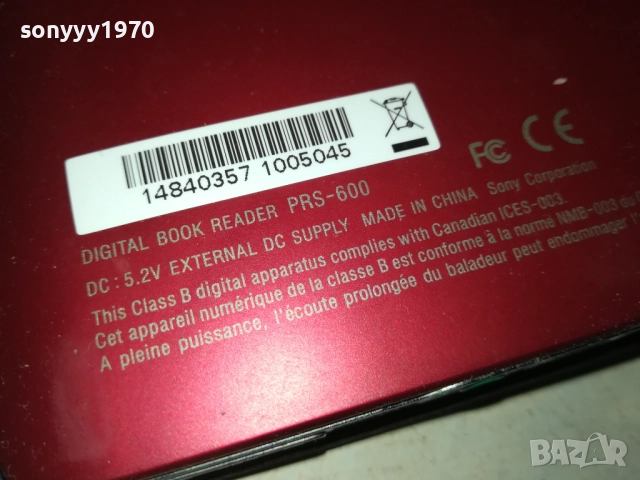 sonyyy1970
14840357 1005045
FC CE
DIGITAL BOOK READER PRS-600
DC : 5.2V EXTERNAL DC SUPPLY MADE IN CHINA Sony Corporation
This Class B digital apparatus complies with Canadian ICES-003.
Cet appareil numérique de la classe B est conforme à la norme NMB-003 du
A pleine puissance, l'écoute prolongée du baladeur peut endommager
BAZAR